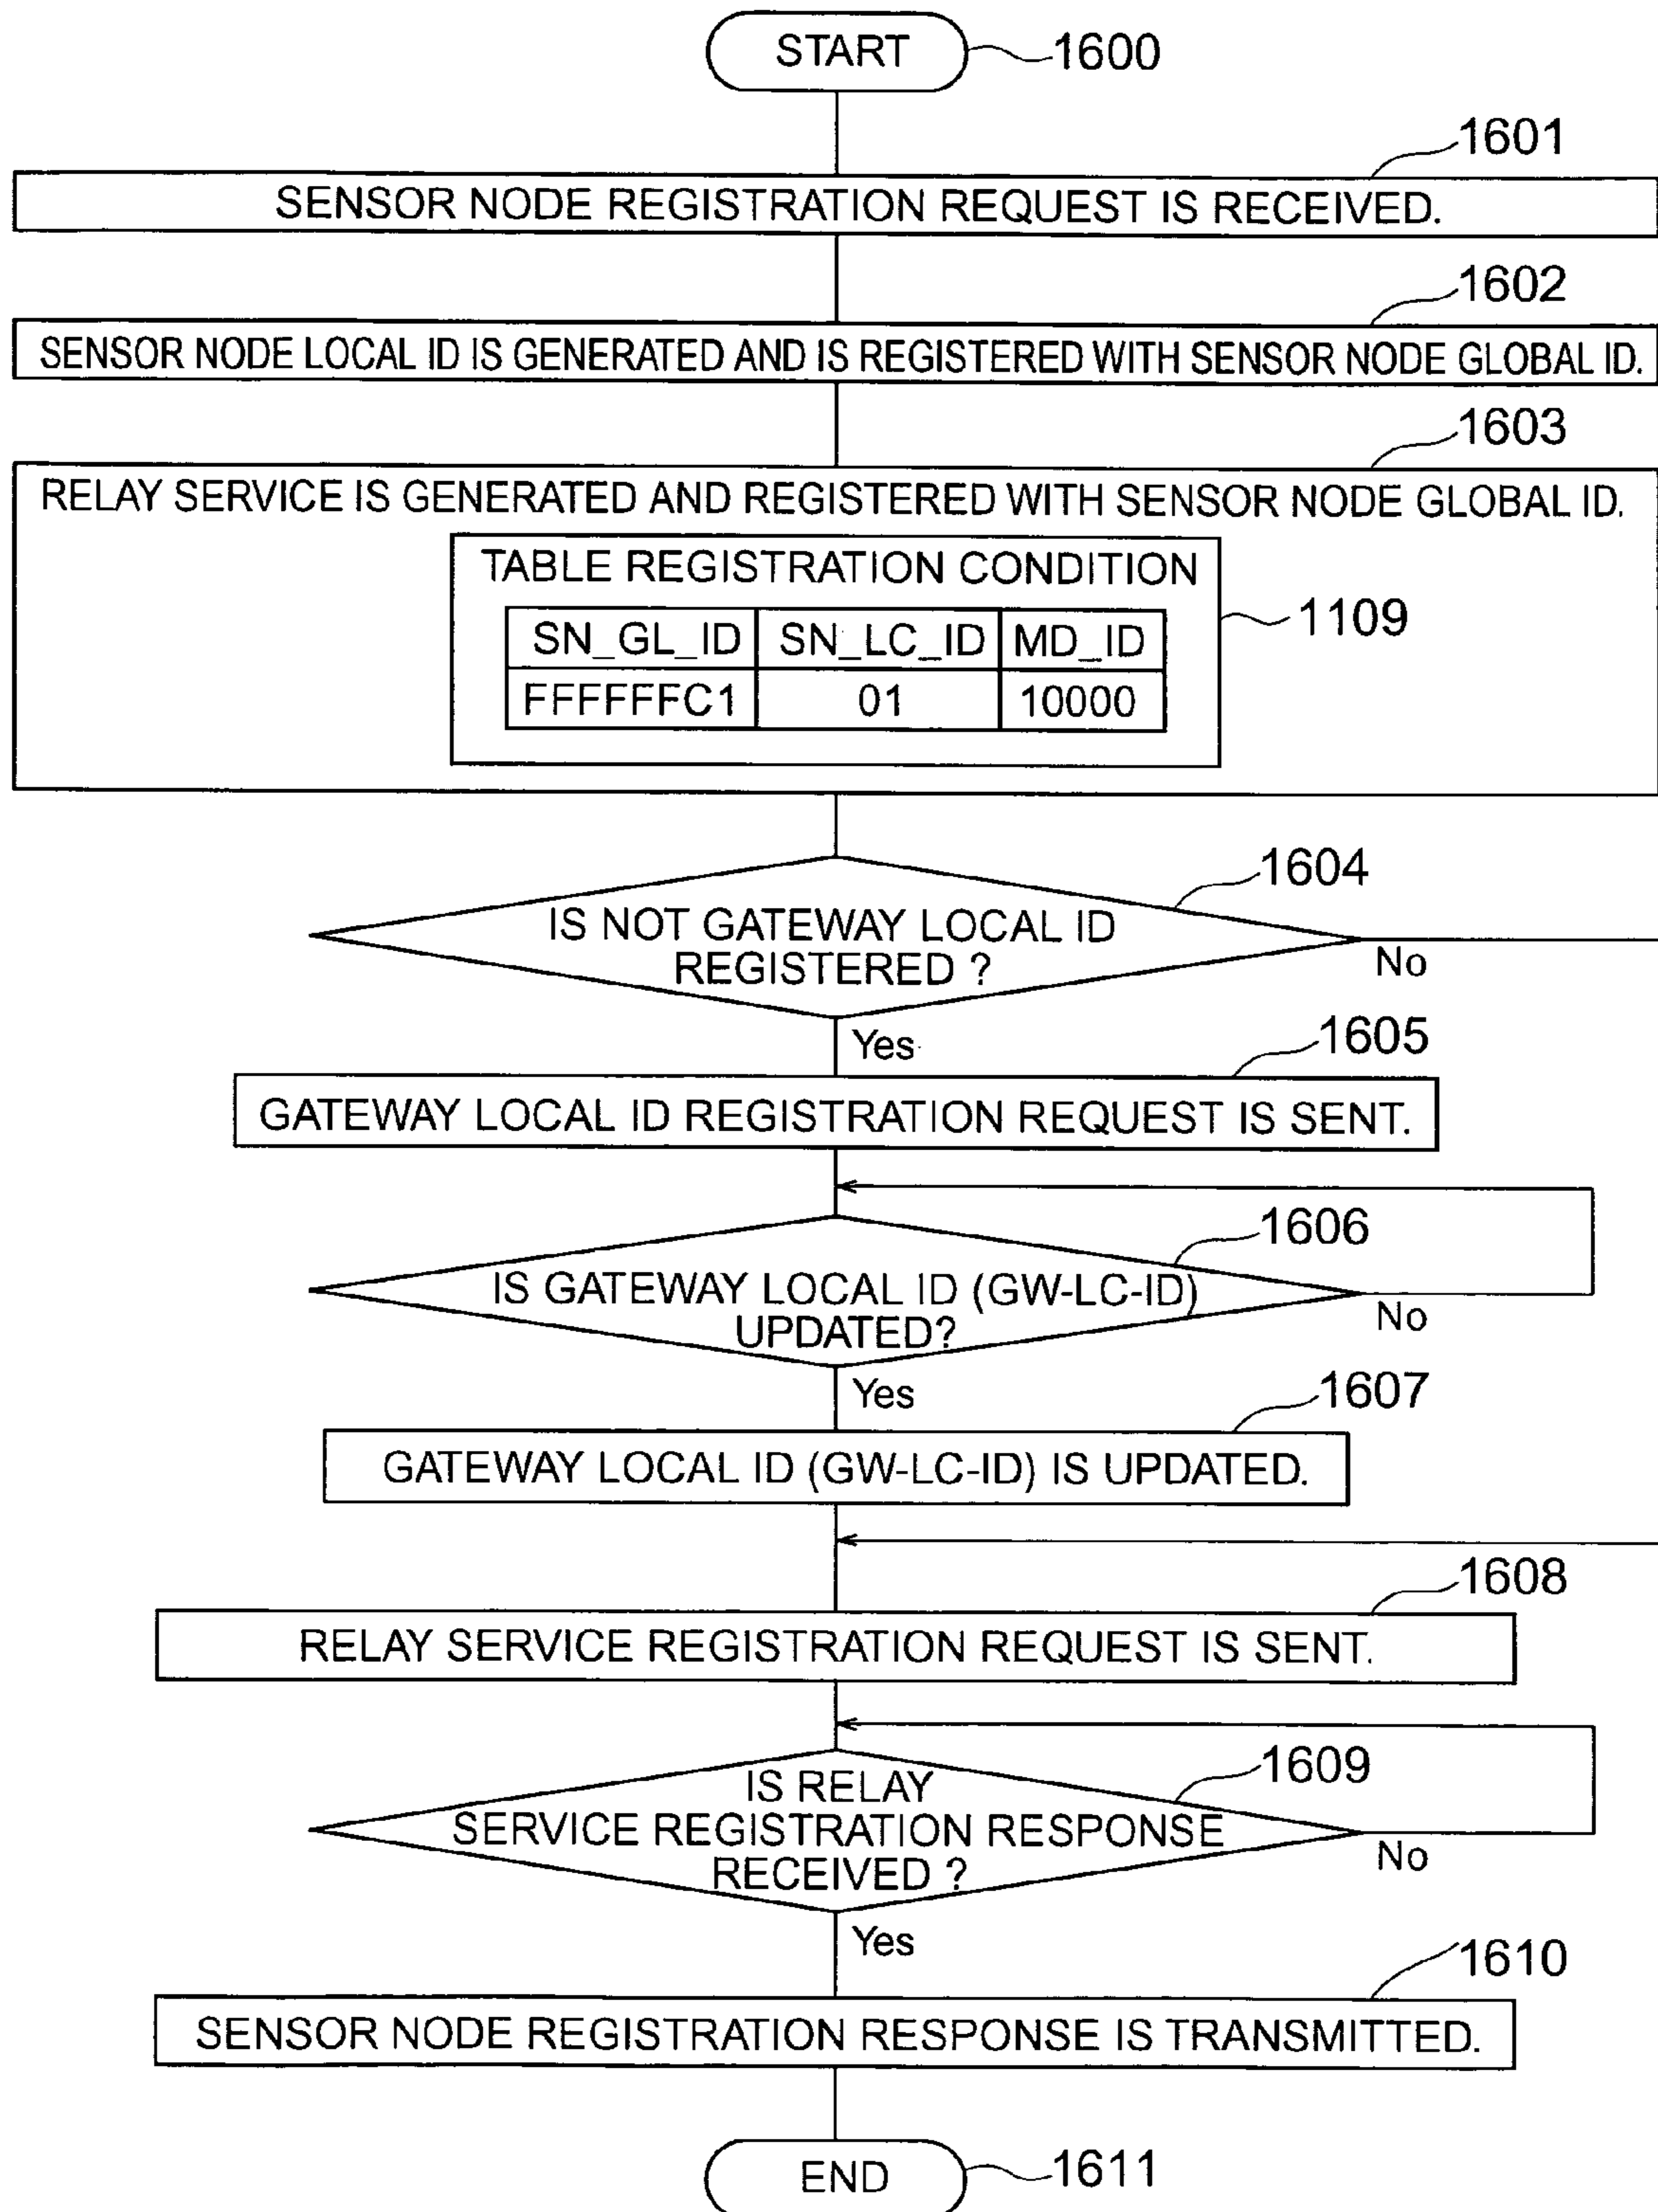 START
1600
1601
SENSOR NODE REGISTRATION REQUEST IS RECEIVED.
1602
SENSOR NODE LOCAL ID IS GENERATED AND IS REGISTERED WITH SENSOR NODE GLOBAL ID.
1603
RELAY SERVICE IS GENERATED AND REGISTERED WITH SENSOR NODE GLOBAL ID.
TABLE REGISTRATION CONDITION
1109
SN_GL_ID SN_LC_ID MD_ID
FFFFFFC1 01 10000
1604
IS NOT GATEWAY LOCAL ID
REGISTERED ?
No
Yes
1605
GATEWAY LOCAL ID REGISTRATION REQUEST IS SENT.
1606
IS GATEWAY LOCAL ID (GW-LC-ID)
UPDATED?
No
Yes
1607
GATEWAY LOCAL ID (GW-LC-ID) IS UPDATED.
1608
RELAY SERVICE REGISTRATION REQUEST IS SENT.
1609
IS RELAY
SERVICE REGISTRATION RESPONSE
RECEIVED ?
No
Yes
1610
SENSOR NODE REGISTRATION RESPONSE IS TRANSMITTED.
END
1611